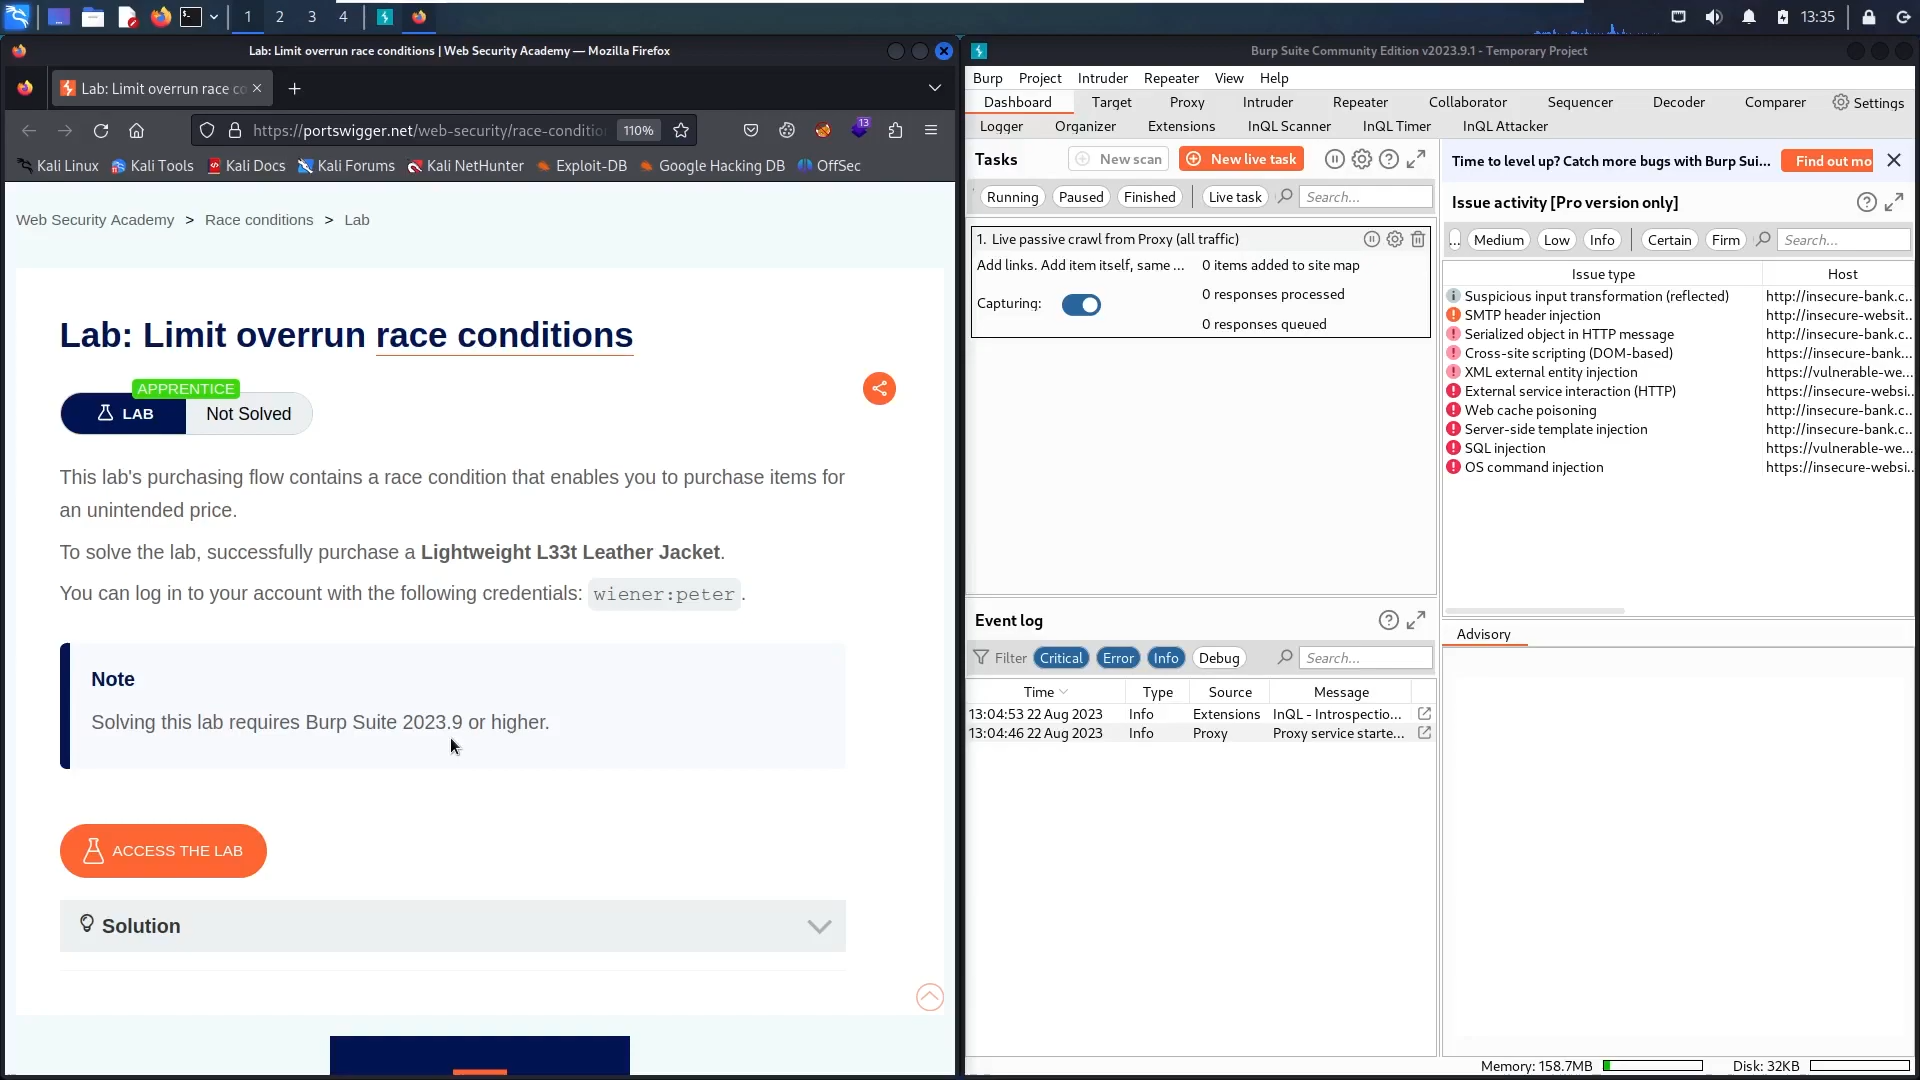 1 2 3 4
13:35
Lab: Limit overrun race conditions | Web Security Academy — Mozilla Firefox
Lab: Limit overrun race co
https://portswigger.net/web-security/race-conditio
110%
13
Kali Linux
Kali Tools
Kali Docs
Kali Forums
Kali NetHunter
Exploit-DB
Google Hacking DB
OffSec
Web Security Academy > Race conditions > Lab
Lab: Limit overrun race conditions
APPRENTICE
LAB
Not Solved
This lab's purchasing flow contains a race condition that enables you to purchase items for
an unintended price.
To solve the lab, successfully purchase a Lightweight L33t Leather Jacket.
You can log in to your account with the following credentials: wiener:peter.
Note
Solving this lab requires Burp Suite 2023.9 or higher.
ACCESS THE LAB
Solution
Burp Suite Community Edition v2023.9.1 - Temporary Project
Burp Project Intruder Repeater View Help
Dashboard Target Proxy Intruder Repeater Collaborator Sequencer Decoder Comparer Settings
Logger Organizer Extensions InQL Scanner InQL Timer InQL Attacker
Tasks
New scan
New live task
Running Paused Finished Live task Search...
1. Live passive crawl from Proxy (all traffic)
Add links. Add item itself, same ...
0 items added to site map
Capturing:
0 responses processed
0 responses queued
Event log
Filter Critical Error Info Debug Search...
Time Type Source Message
13:04:53 22 Aug 2023 Info Extensions InQL - Introspectio...
13:04:46 22 Aug 2023 Info Proxy Proxy service starte...
Time to level up? Catch more bugs with Burp Sui...
Find out mo
Issue activity [Pro version only]
... Medium Low Info Certain Firm Search...
Issue type Host
Suspicious input transformation (reflected) http://insecure-bank.c...
SMTP header injection http://insecure-websit...
Serialized object in HTTP message http://insecure-bank.c...
Cross-site scripting (DOM-based) https://insecure-bank...
XML external entity injection https://vulnerable-we...
External service interaction (HTTP) https://insecure-websi...
Web cache poisoning http://insecure-bank.c...
Server-side template injection http://insecure-bank.c...
SQL injection https://vulnerable-we...
OS command injection https://insecure-websi...
Advisory
Memory: 158.7MB
Disk: 32KB